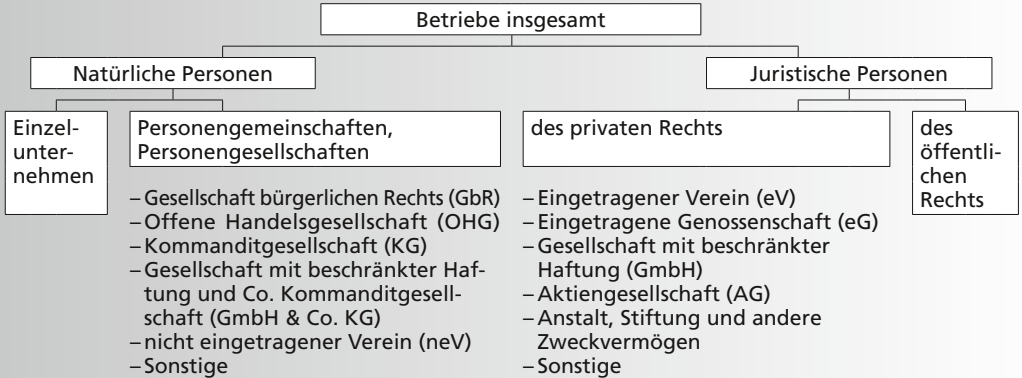 Betriebe insgesamt
Natürliche Personen
Juristische Personen
Einzel-
unter-
nehmen
Personengemeinschaften,
Personengesellschaften
– Gesellschaft bürgerlichen Rechts (GbR)
– Offene Handelsgesellschaft (OHG)
– Kommanditgesellschaft (KG)
– Gesellschaft mit beschränkter Haf-
tung und Co. Kommanditgesell-
schaft (GmbH & Co. KG)
– nicht eingetragener Verein (neV)
– Sonstige
des privaten Rechts
– Eingetragener Verein (eV)
– Eingetragene Genossenschaft (eG)
– Gesellschaft mit beschränkter
Haftung (GmbH)
– Aktiengesellschaft (AG)
– Anstalt, Stiftung und andere
Zweckvermögen
– Sonstige
des
öffentli-
chen
Rechts